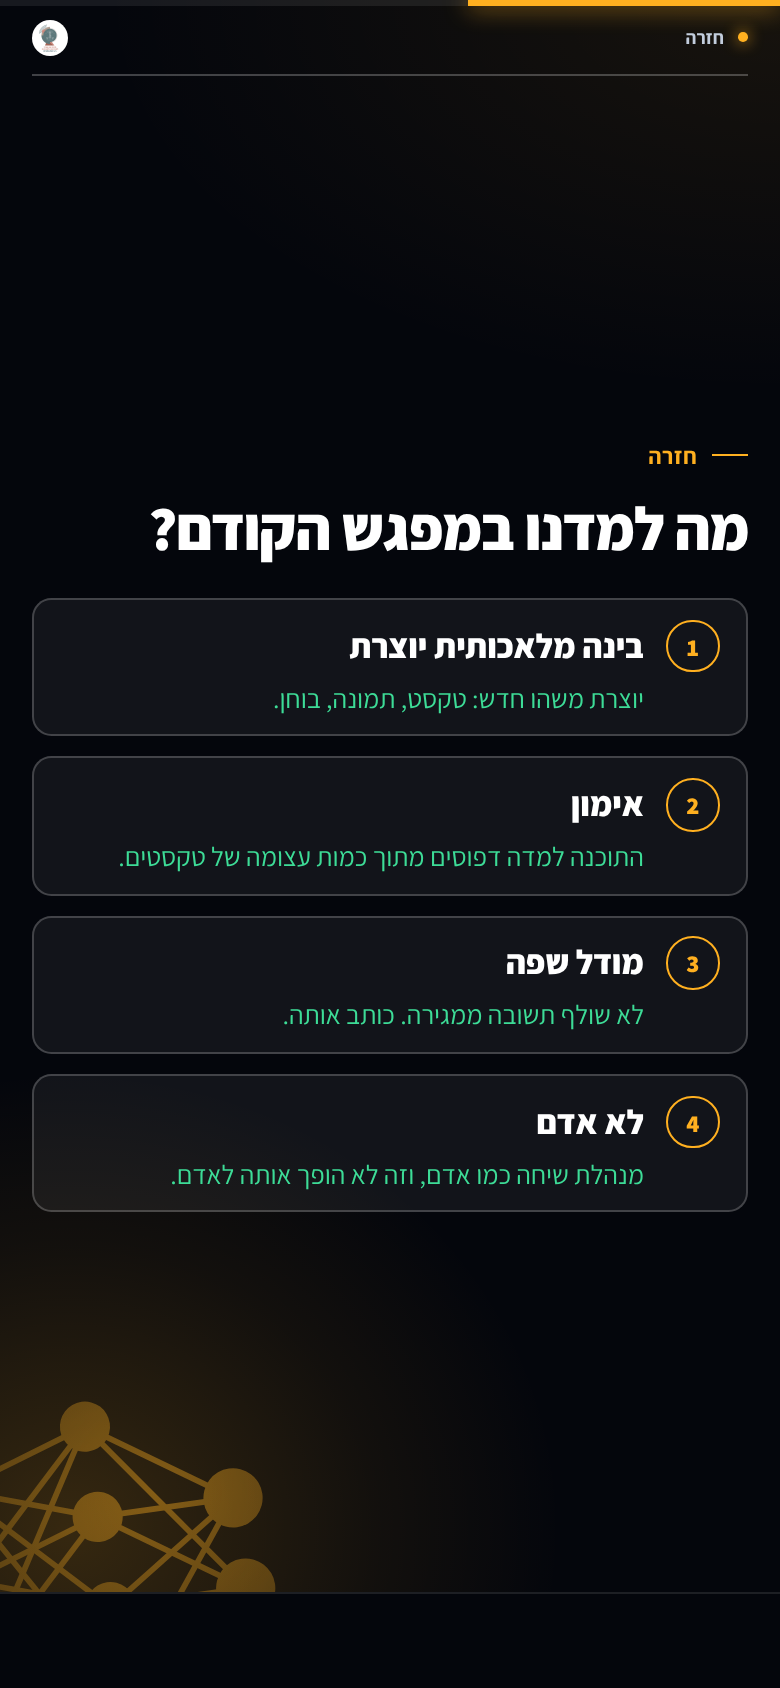 חזרה
חזרה
מה למדנו במפגש הקודם?
1
בינה מלאכותית יוצרת
יוצרת משהו חדש: טקסט, תמונה, בוחן.
2
אימון
התוכנה למדה דפוסים מתוך כמות עצומה של טקסטים.
3
מודל שפה
לא שולף תשובה ממגירה. כותב אותה.
4
לא אדם
מנהלת שיחה כמו אדם, וזה לא הופך אותה לאדם.